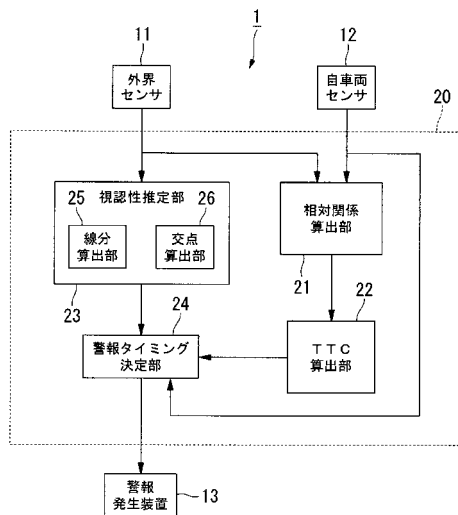 1
11
12
外界
センサ
自車両
センサ
20
視認性推定部
25
26
線分
算出部
交点
算出部
相対関係
算出部
23
21
24
22
警報タイミング
決定部
TTC
算出部
警報
発生装置
13